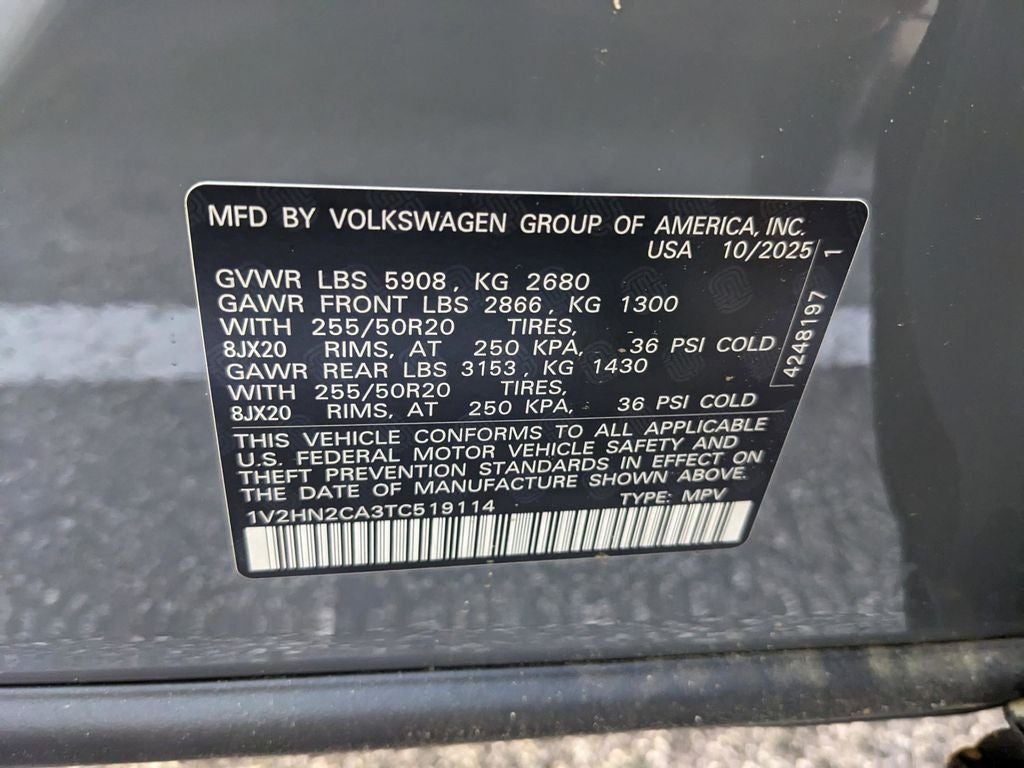 MFD BY VOLKSWAGEN GROUP OF AMERICA, INC.
USA 10/2025
GVWR LBS 5908, KG 2680
GAWR FRONT LBS 2866, KG 1300
WITH 255/50R20 TIRES,
8JX20 RIMS, AT 250 KPA, 36 PSI COLD
GAWR REAR LBS 3153, KG 1430
WITH 255/50R20 TIRES,
8JX20 RIMS, AT 250 KPA, 36 PSI COLD
THIS VEHICLE CONFORMS TO ALL APPLICABLE
U.S. FEDERAL MOTOR VEHICLE SAFETY AND
THEFT PREVENTION STANDARDS IN EFFECT ON
THE DATE OF MANUFACTURE SHOWN ABOVE.
1V2HN2CA3TC519114 TYPE: MPV
4248197 1